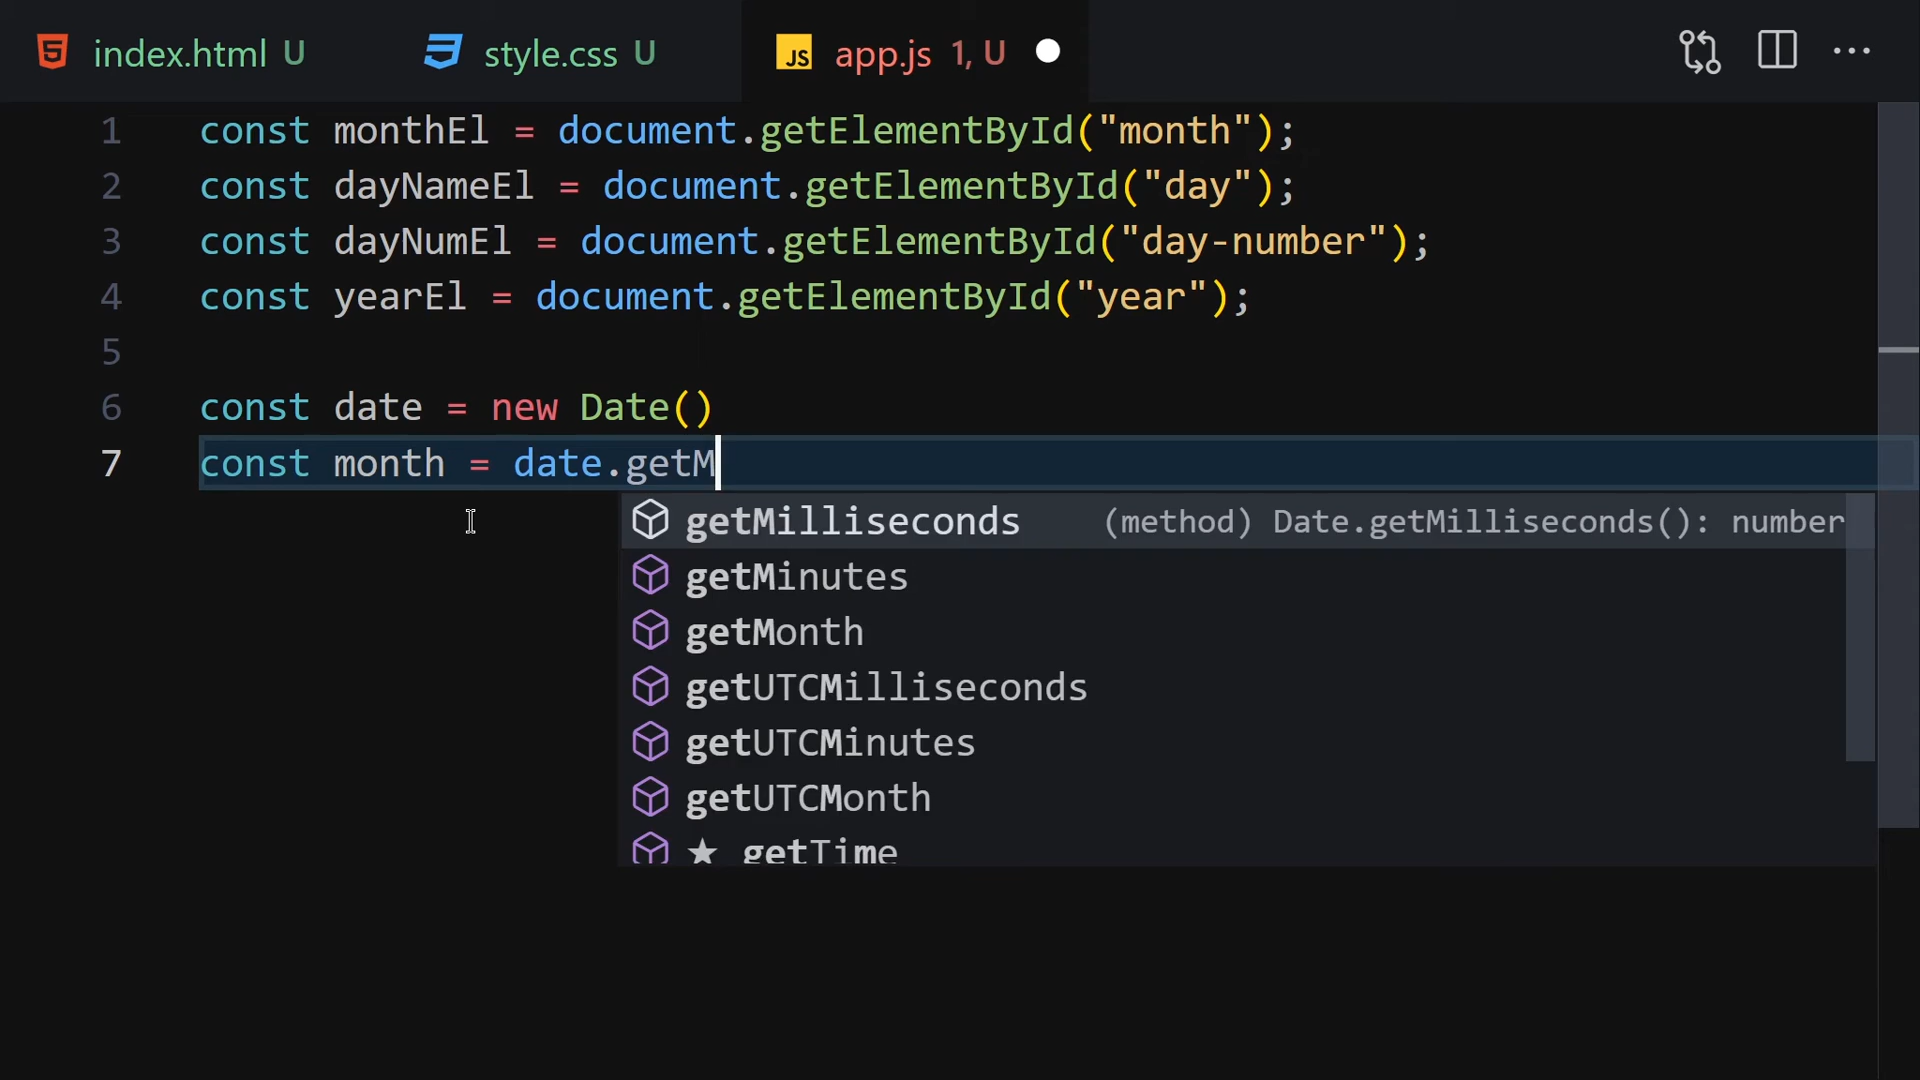 index.html U style.css U JS app.js 1, U
1 const monthEl = document.getElementById("month");
2 const dayNameEl = document.getElementById("day");
3 const dayNumEl = document.getElementById("day-number");
4 const yearEl = document.getElementById("year");
5
6 const date = new Date()
7 const month = date.getM
getMilliseconds (method) Date.getMilliseconds(): number
getMinutes
getMonth
getUTCMilliseconds
getUTCMinutes
getUTCMonth
★ getTime